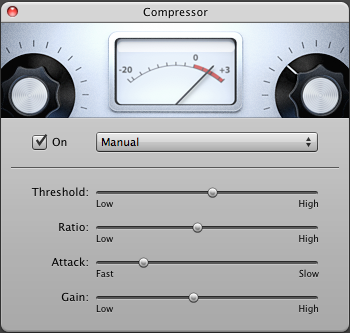 Compressor
-20 0 +3
On Manual
Threshold:
Low High
Ratio:
Low High
Attack:
Fast Slow
Gain:
Low High